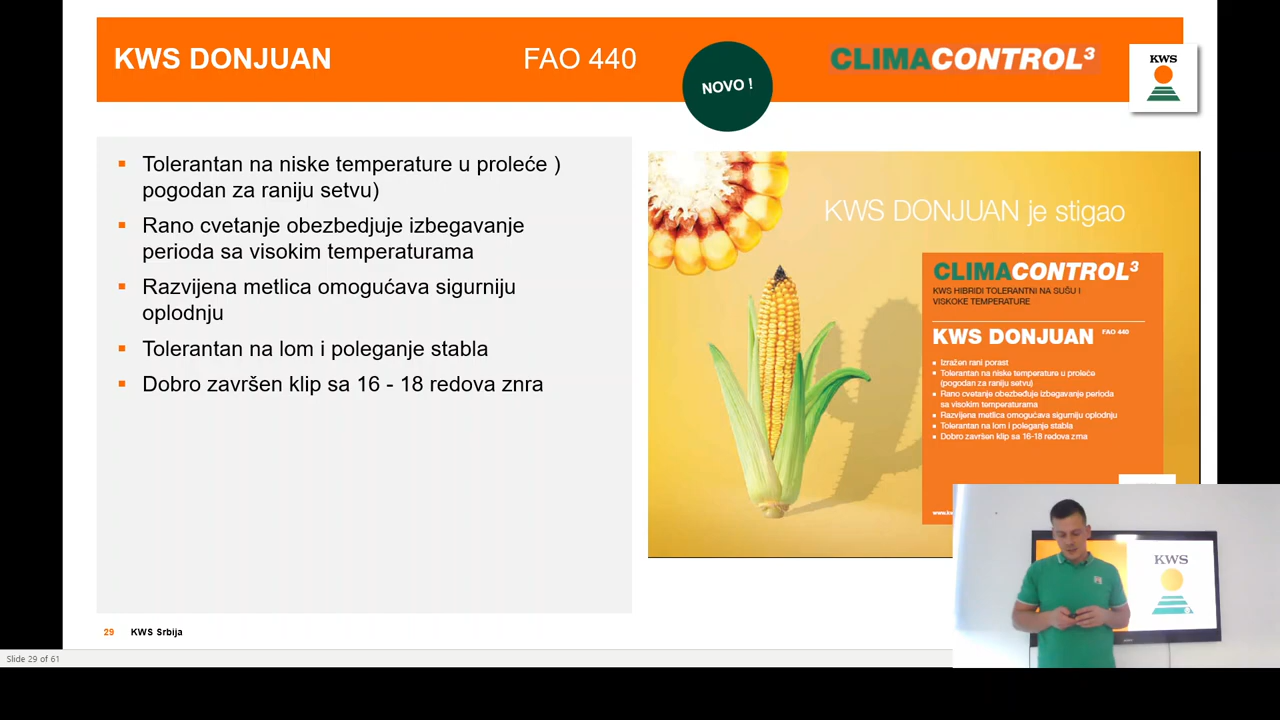 KWS DONJUAN
FAO 440
NOVO !
CLIMACONTROL³
KWS
Tolerantan na niske temperature u proleće )
pogodan za raniju setvu)
Rano cvetanje obezbedjuje izbegavanje
perioda sa visokim temperaturama
Razvijena metlica omogućava sigurniju
oplodnju
Tolerantan na lom i poleganje stabla
Dobro završen klip sa 16 - 18 redova znra
KWS DONJUAN je stigao
CLIMACONTROL³
KWS HIBRIDI TOLERANTNI NA SUŠU I
VISKOKE TEMPERATURE
KWS DONJUAN FAO 440
Izražen rani porast
Tolerantan na niske temperature u proleće
(pogodan za raniju setvu)
Rano cvetanje obezbeđuje izbegavanje perioda
sa visokim temperaturama
Razvijena metlica omogućava sigurniju oplodnju
Tolerantan na lom i poleganje stabla
Dobro završen klip sa 16-18 redova zrna
KWS
29 KWS Srbija
Slide 29 of 61